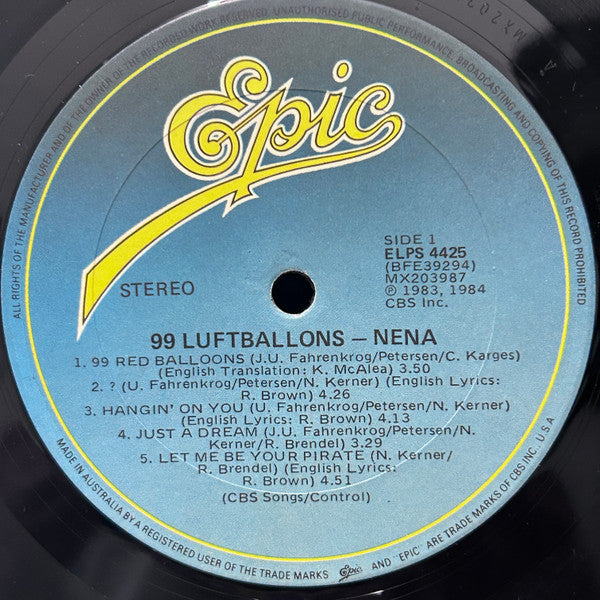 ALL RIGHTS OF THE MANUFACTURER AND OF THE OWNER OF THE RECORDED WORK RESERVED. UNAUTHORISED PUBLIC PERFORMANCE, BROADCASTING AND COPYING OF THIS RECORD PROHIBITED
Epic
SIDE 1
ELPS 4425
(BFE39294)
MX203987
℗ 1983, 1984
CBS Inc.
STEREO
99 LUFTBALLONS – NENA
1. 99 RED BALLOONS (J.U. Fahrenkrog/Petersen/C. Karges)
(English Translation: K. McAlea) 3.50
2. ? (U. Fahrenkrog/Petersen/N. Kerner) (English Lyrics:
R. Brown) 4.26
3. HANGIN' ON YOU (U. Fahrenkrog/Petersen/N. Kerner)
(English Lyrics: R. Brown) 4.13
4. JUST A DREAM (J.U. Fahrenkrog/Petersen/N.
Kerner/R. Brendel) 3.29
5. LET ME BE YOUR PIRATE (N. Kerner/
R. Brendel) (English Lyrics:
R. Brown) 4.51
(CBS Songs/Control)
MADE IN AUSTRALIA BY A REGISTERED USER OF THE TRADE MARKS Epic AND "EPIC" ARE TRADE MARKS OF CBS INC. USA